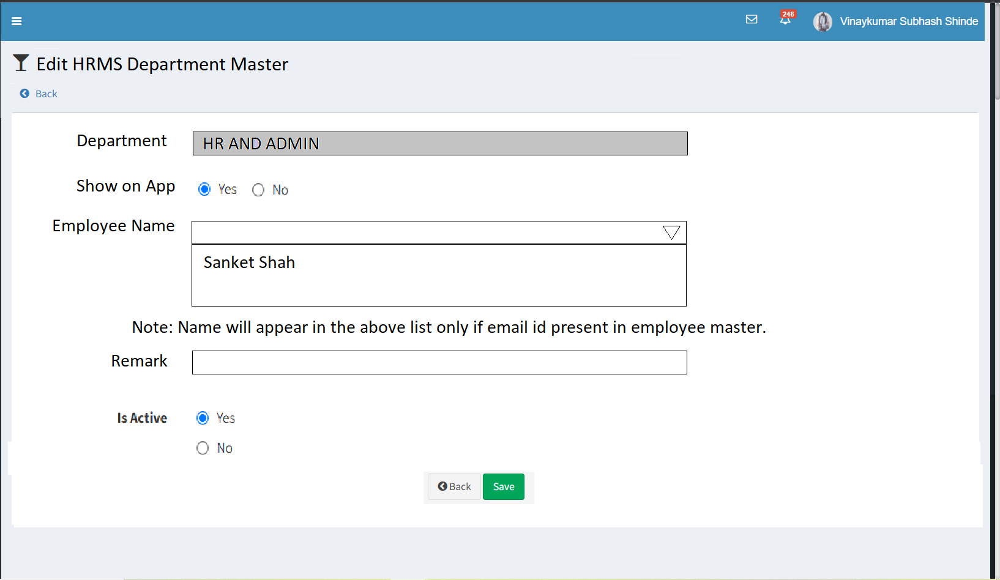 248
Vinaykumar Subhash Shinde
Edit HRMS Department Master
Back
Department HR AND ADMIN
Show on App Yes No
Employee Name
Sanket Shah
Note: Name will appear in the above list only if email id present in employee master.
Remark
Is Active Yes
No
Back Save